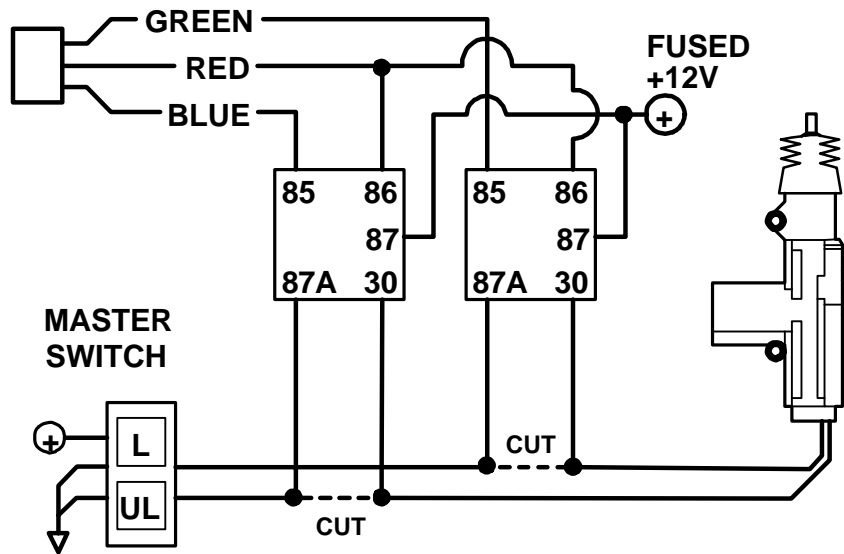 GREEN
RED
BLUE
FUSED
+12V
+
85 86
87
87A 30
85 86
87
87A 30
MASTER
SWITCH
+
L
UL
CUT
CUT